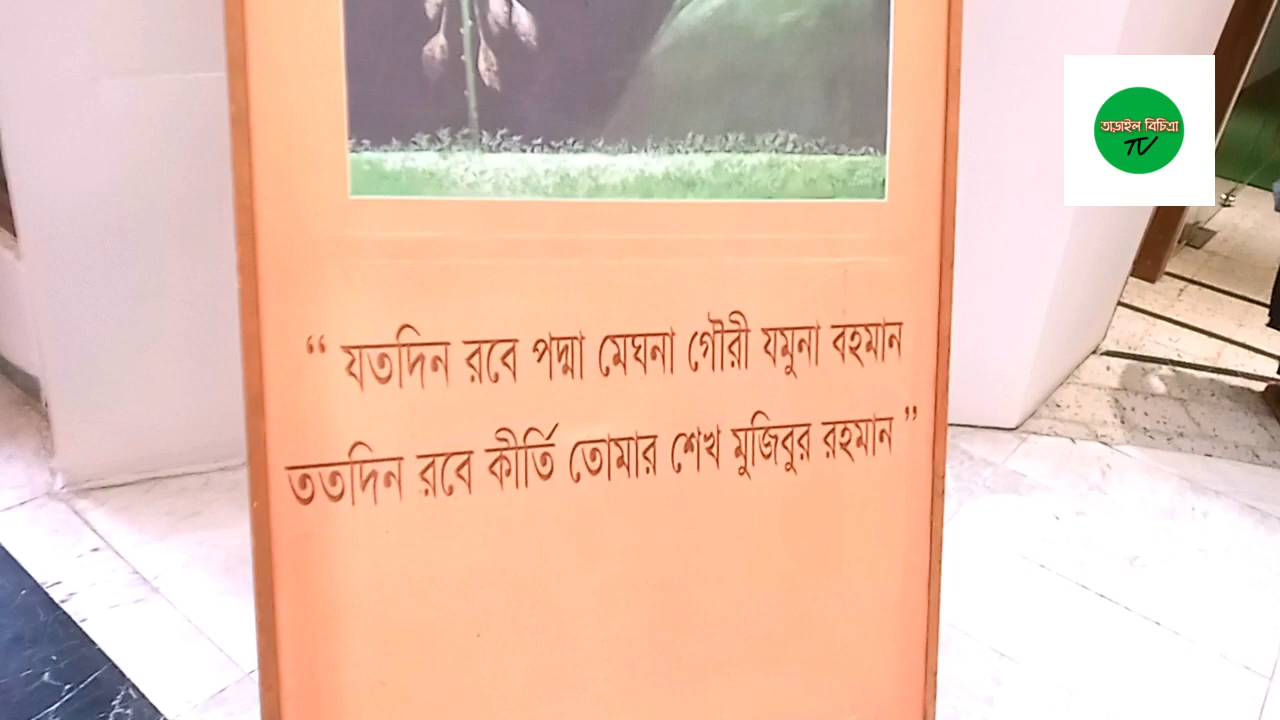 তাড়াইল বিচিত্রা
TV
“ যতদিন রবে পদ্মা মেঘনা গৌরী যমুনা বহমান
ততদিন রবে কীর্তি তোমার শেখ মুজিবুর রহমান ”